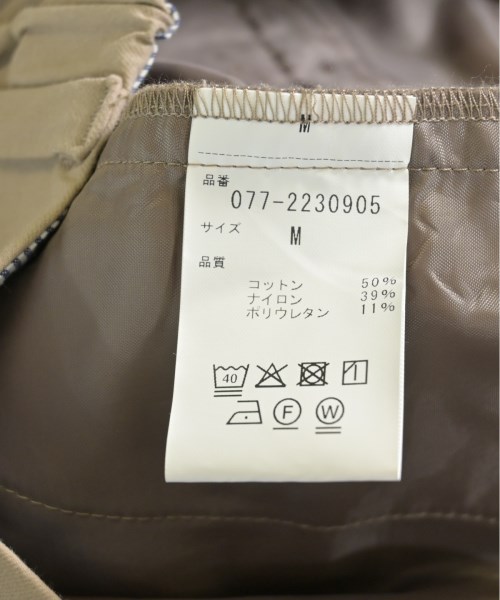 M
品番
077-2230905
サイズ
M
品質
コットン 50%
ナイロン 39%
ポリウレタン 11%
40
F W